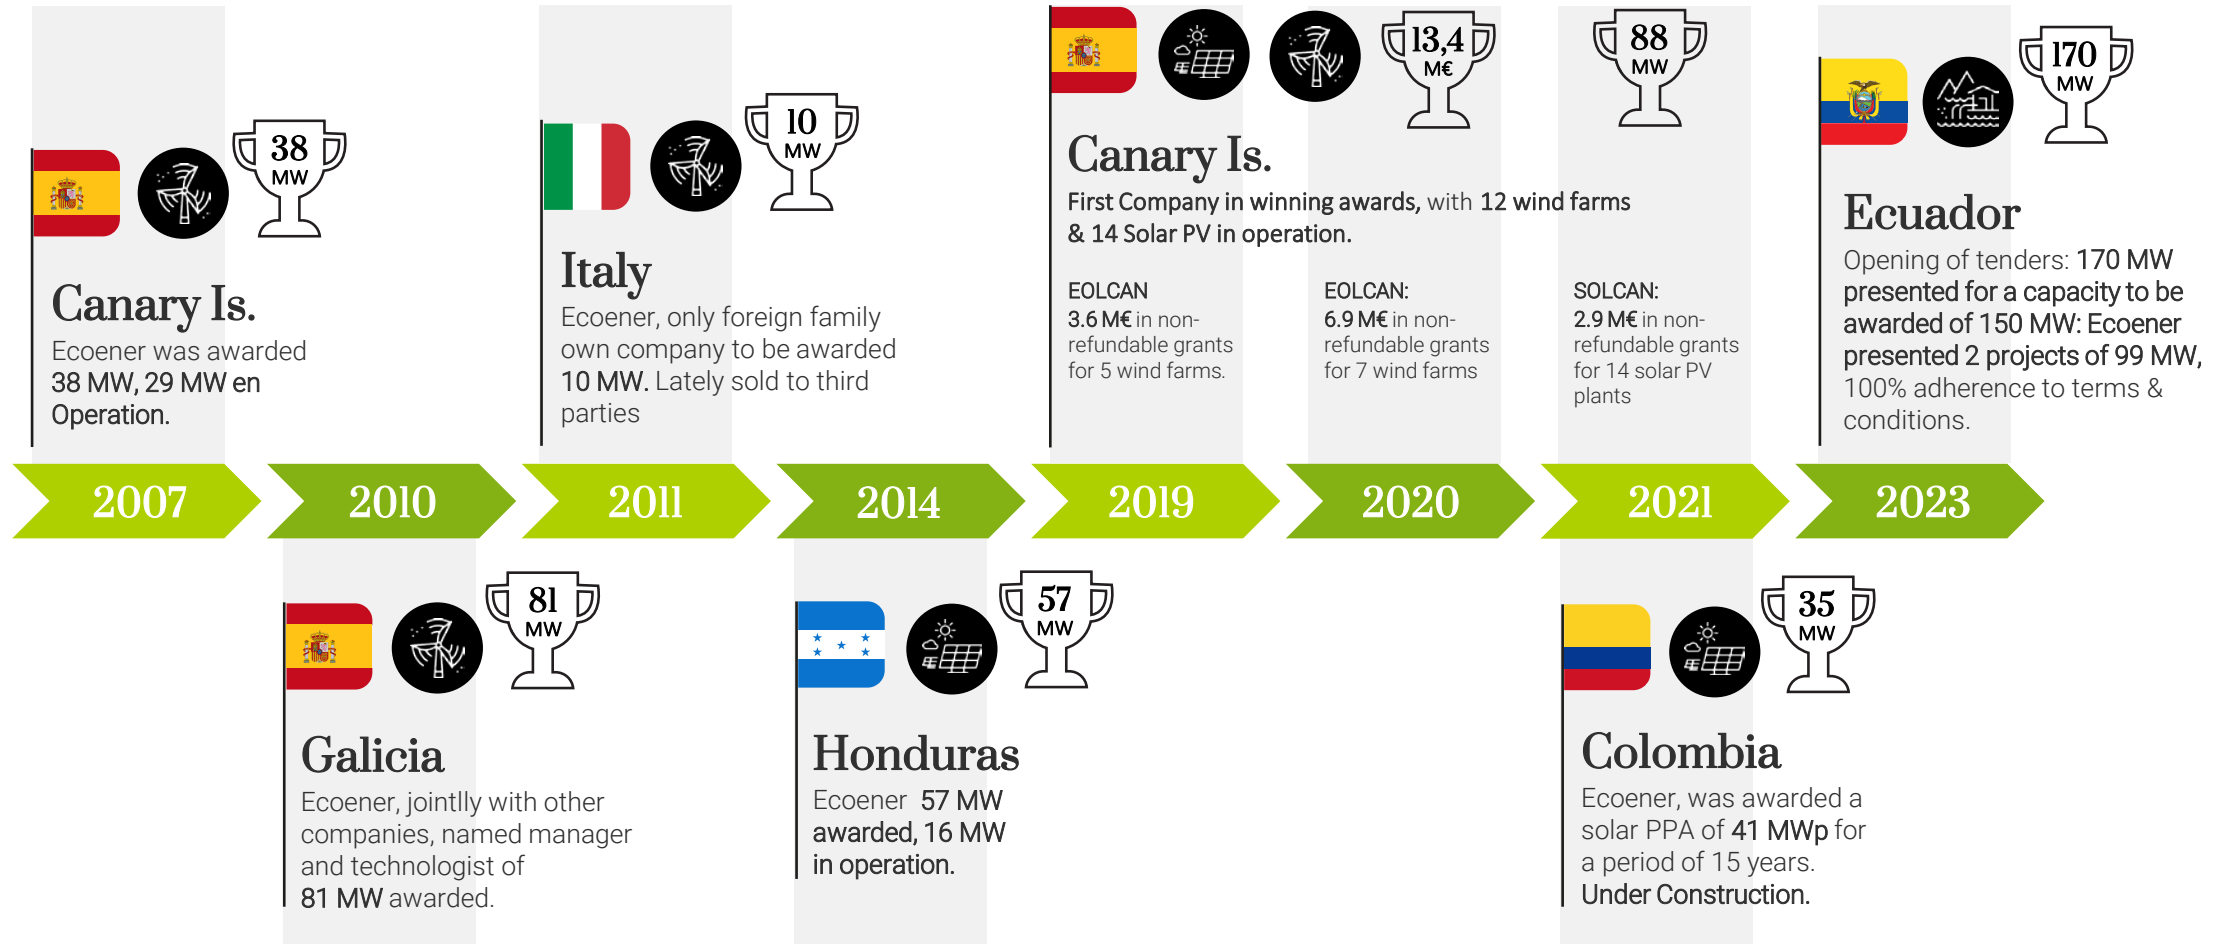 38
MW
Canary Is.
Ecoener was awarded
38 MW, 29 MW en
Operation.
10
MW
Italy
Ecoener, only foreign family
own company to be awarded
10 MW. Lately sold to third
parties
13,4
M€
88
MW
Canary Is.
First Company in winning awards, with 12 wind farms
& 14 Solar PV in operation.
EOLCAN
3.6 M€ in non-
refundable grants
for 5 wind farms.
EOLCAN:
6.9 M€ in non-
refundable grants
for 7 wind farms
SOLCAN:
2.9 M€ in non-
refundable grants
for 14 solar PV
plants
170
MW
Ecuador
Opening of tenders: 170 MW
presented for a capacity to be
awarded of 150 MW: Ecoener
presented 2 projects of 99 MW,
100% adherence to terms &
conditions.
2007
2010
2011
2014
2019
2020
2021
2023
81
MW
Galicia
Ecoener, jointlly with other
companies, named manager
and technologist of
81 MW awarded.
57
MW
Honduras
Ecoener 57 MW
awarded, 16 MW
in operation.
35
MW
Colombia
Ecoener, was awarded a
solar PPA of 41 MWp for
a period of 15 years.
Under Construction.